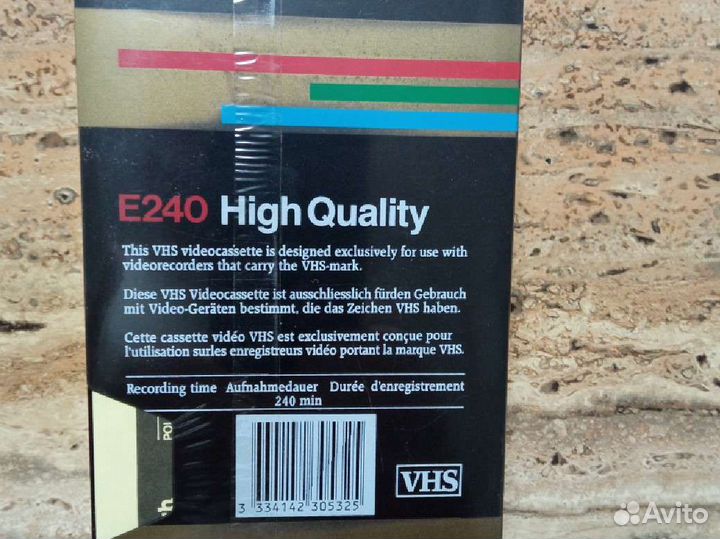 E240 High Quality
This VHS videocassette is designed exclusively for use with
videorecorders that carry the VHS-mark.
Diese VHS Videocassette ist ausschliesslich fürden Gebrauch
mit Video-Geräten bestimmt, die das Zeichen VHS haben.
Cette cassette vidéo VHS est exclusivement conçue pour
l'utilisation surles enregistreurs vidéo portant la marque VHS.
Recording time Aufnahmedauer Durée d'enregistrement
240 min
3 334142 305325
VHS
Avito